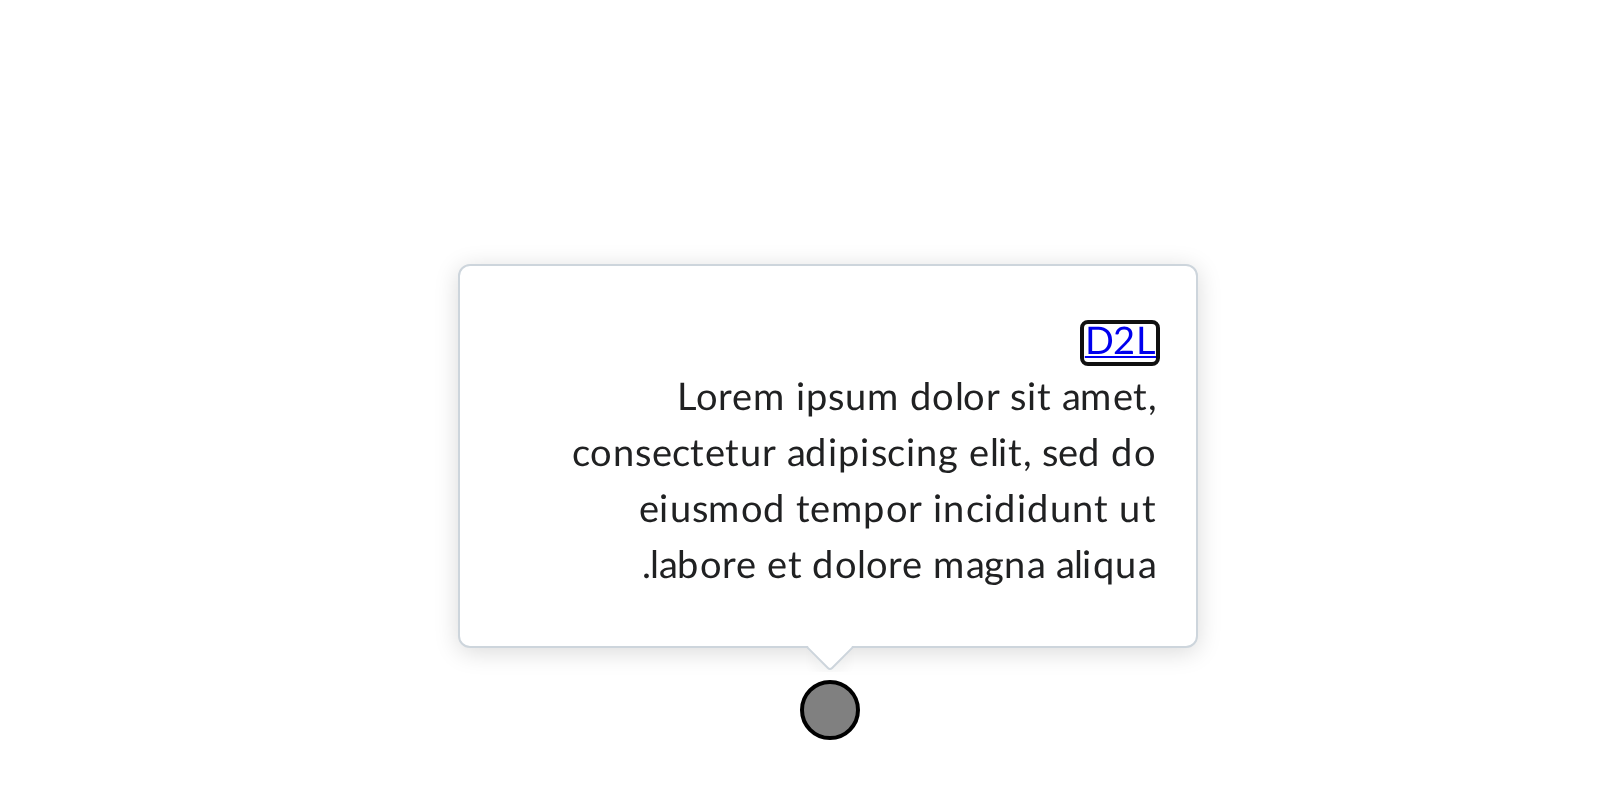 D2L
Lorem ipsum dolor sit amet,
consectetur adipiscing elit, sed do
eiusmod tempor incididunt ut
.labore et dolore magna aliqua